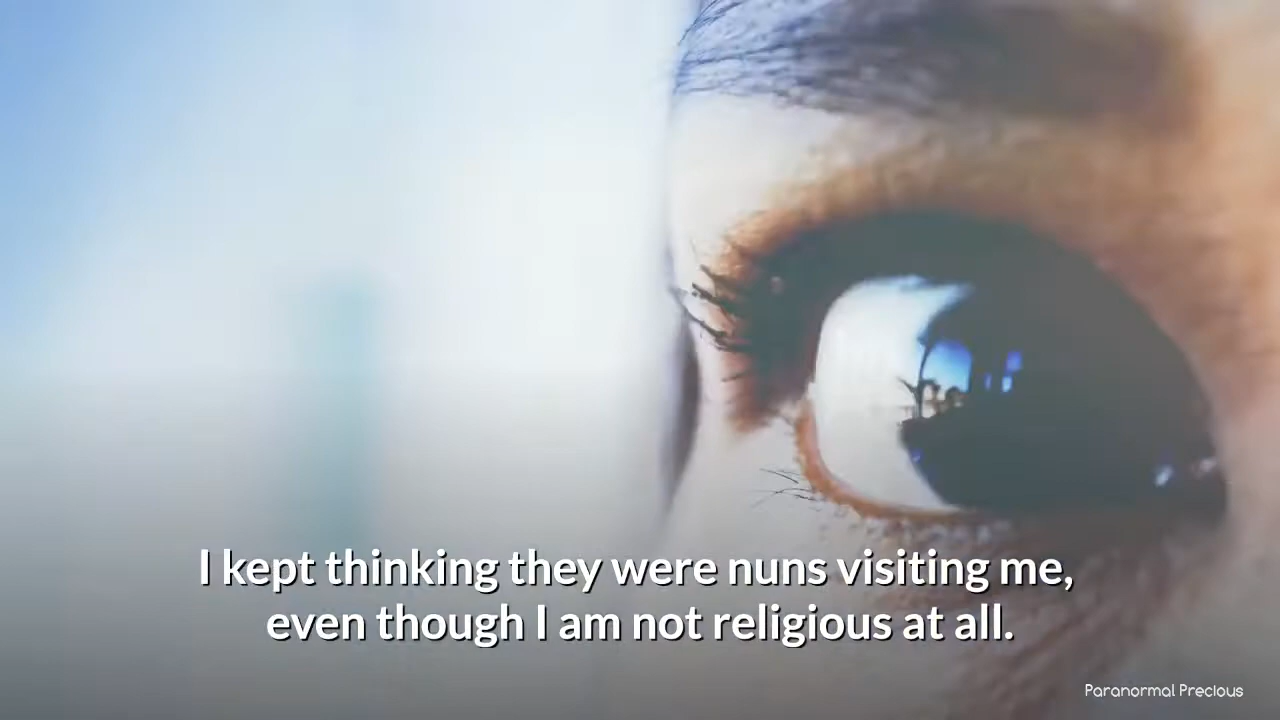 I kept thinking they were nuns visiting me,
even though I am not religious at all.
Paranormal Precious